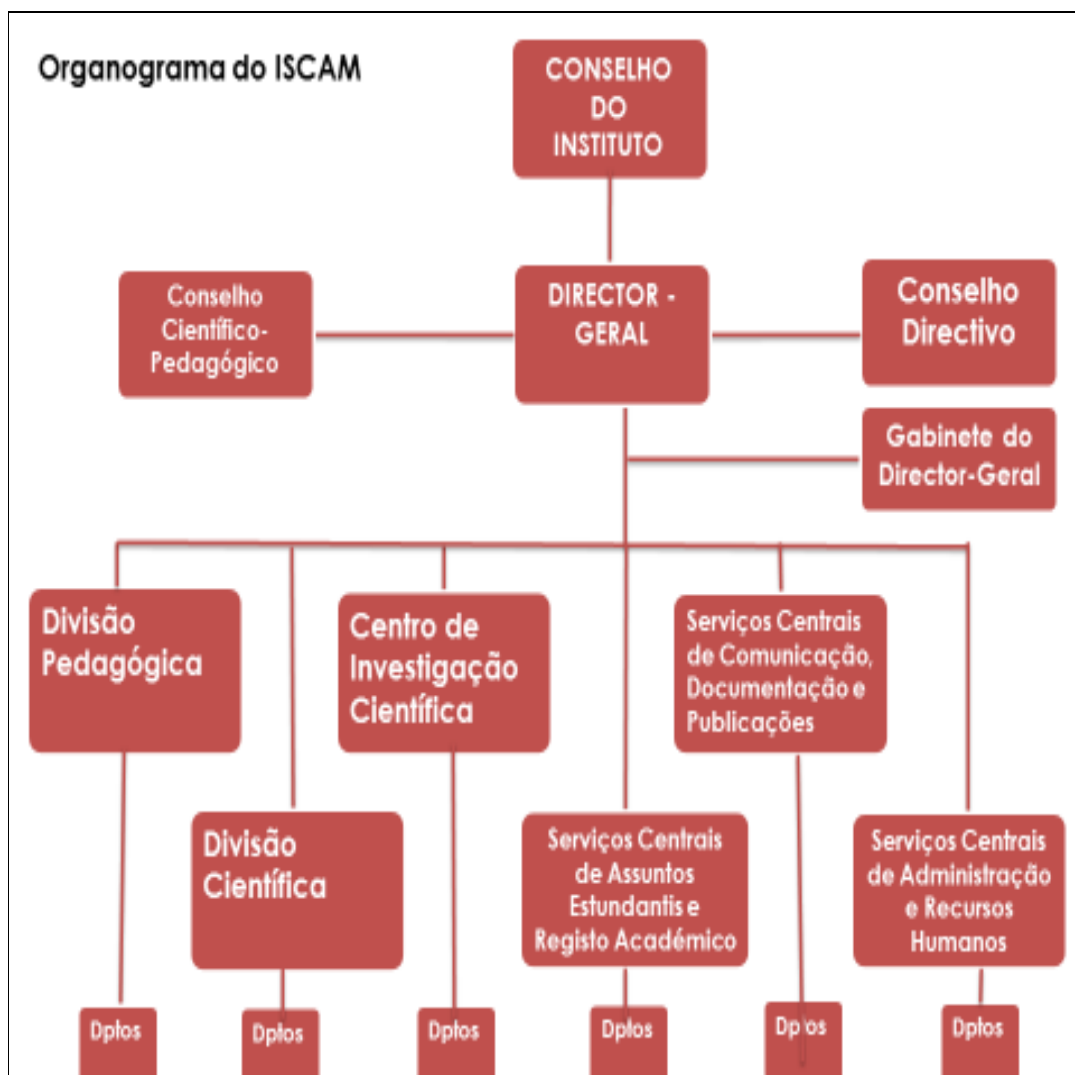 Organograma do ISCAM
CONSELHO
DO
INSTITUTO
Conselho
Científico-
Pedagógico
DIRECTOR -
GERAL
Conselho
Directivo
Gabinete do
Director-Geral
Divisão
Pedagógica
Centro de
Investigação
Científica
Serviços Centrais
de Comunicação,
Documentação e
Publicações
Divisão
Científica
Serviços Centrais
de Assuntos
Estundantis e
Registo Académico
Serviços Centrais
de Administração
e Recursos
Humanos
Dptos
Dptos
Dptos
Dptos
Dptos
Dptos